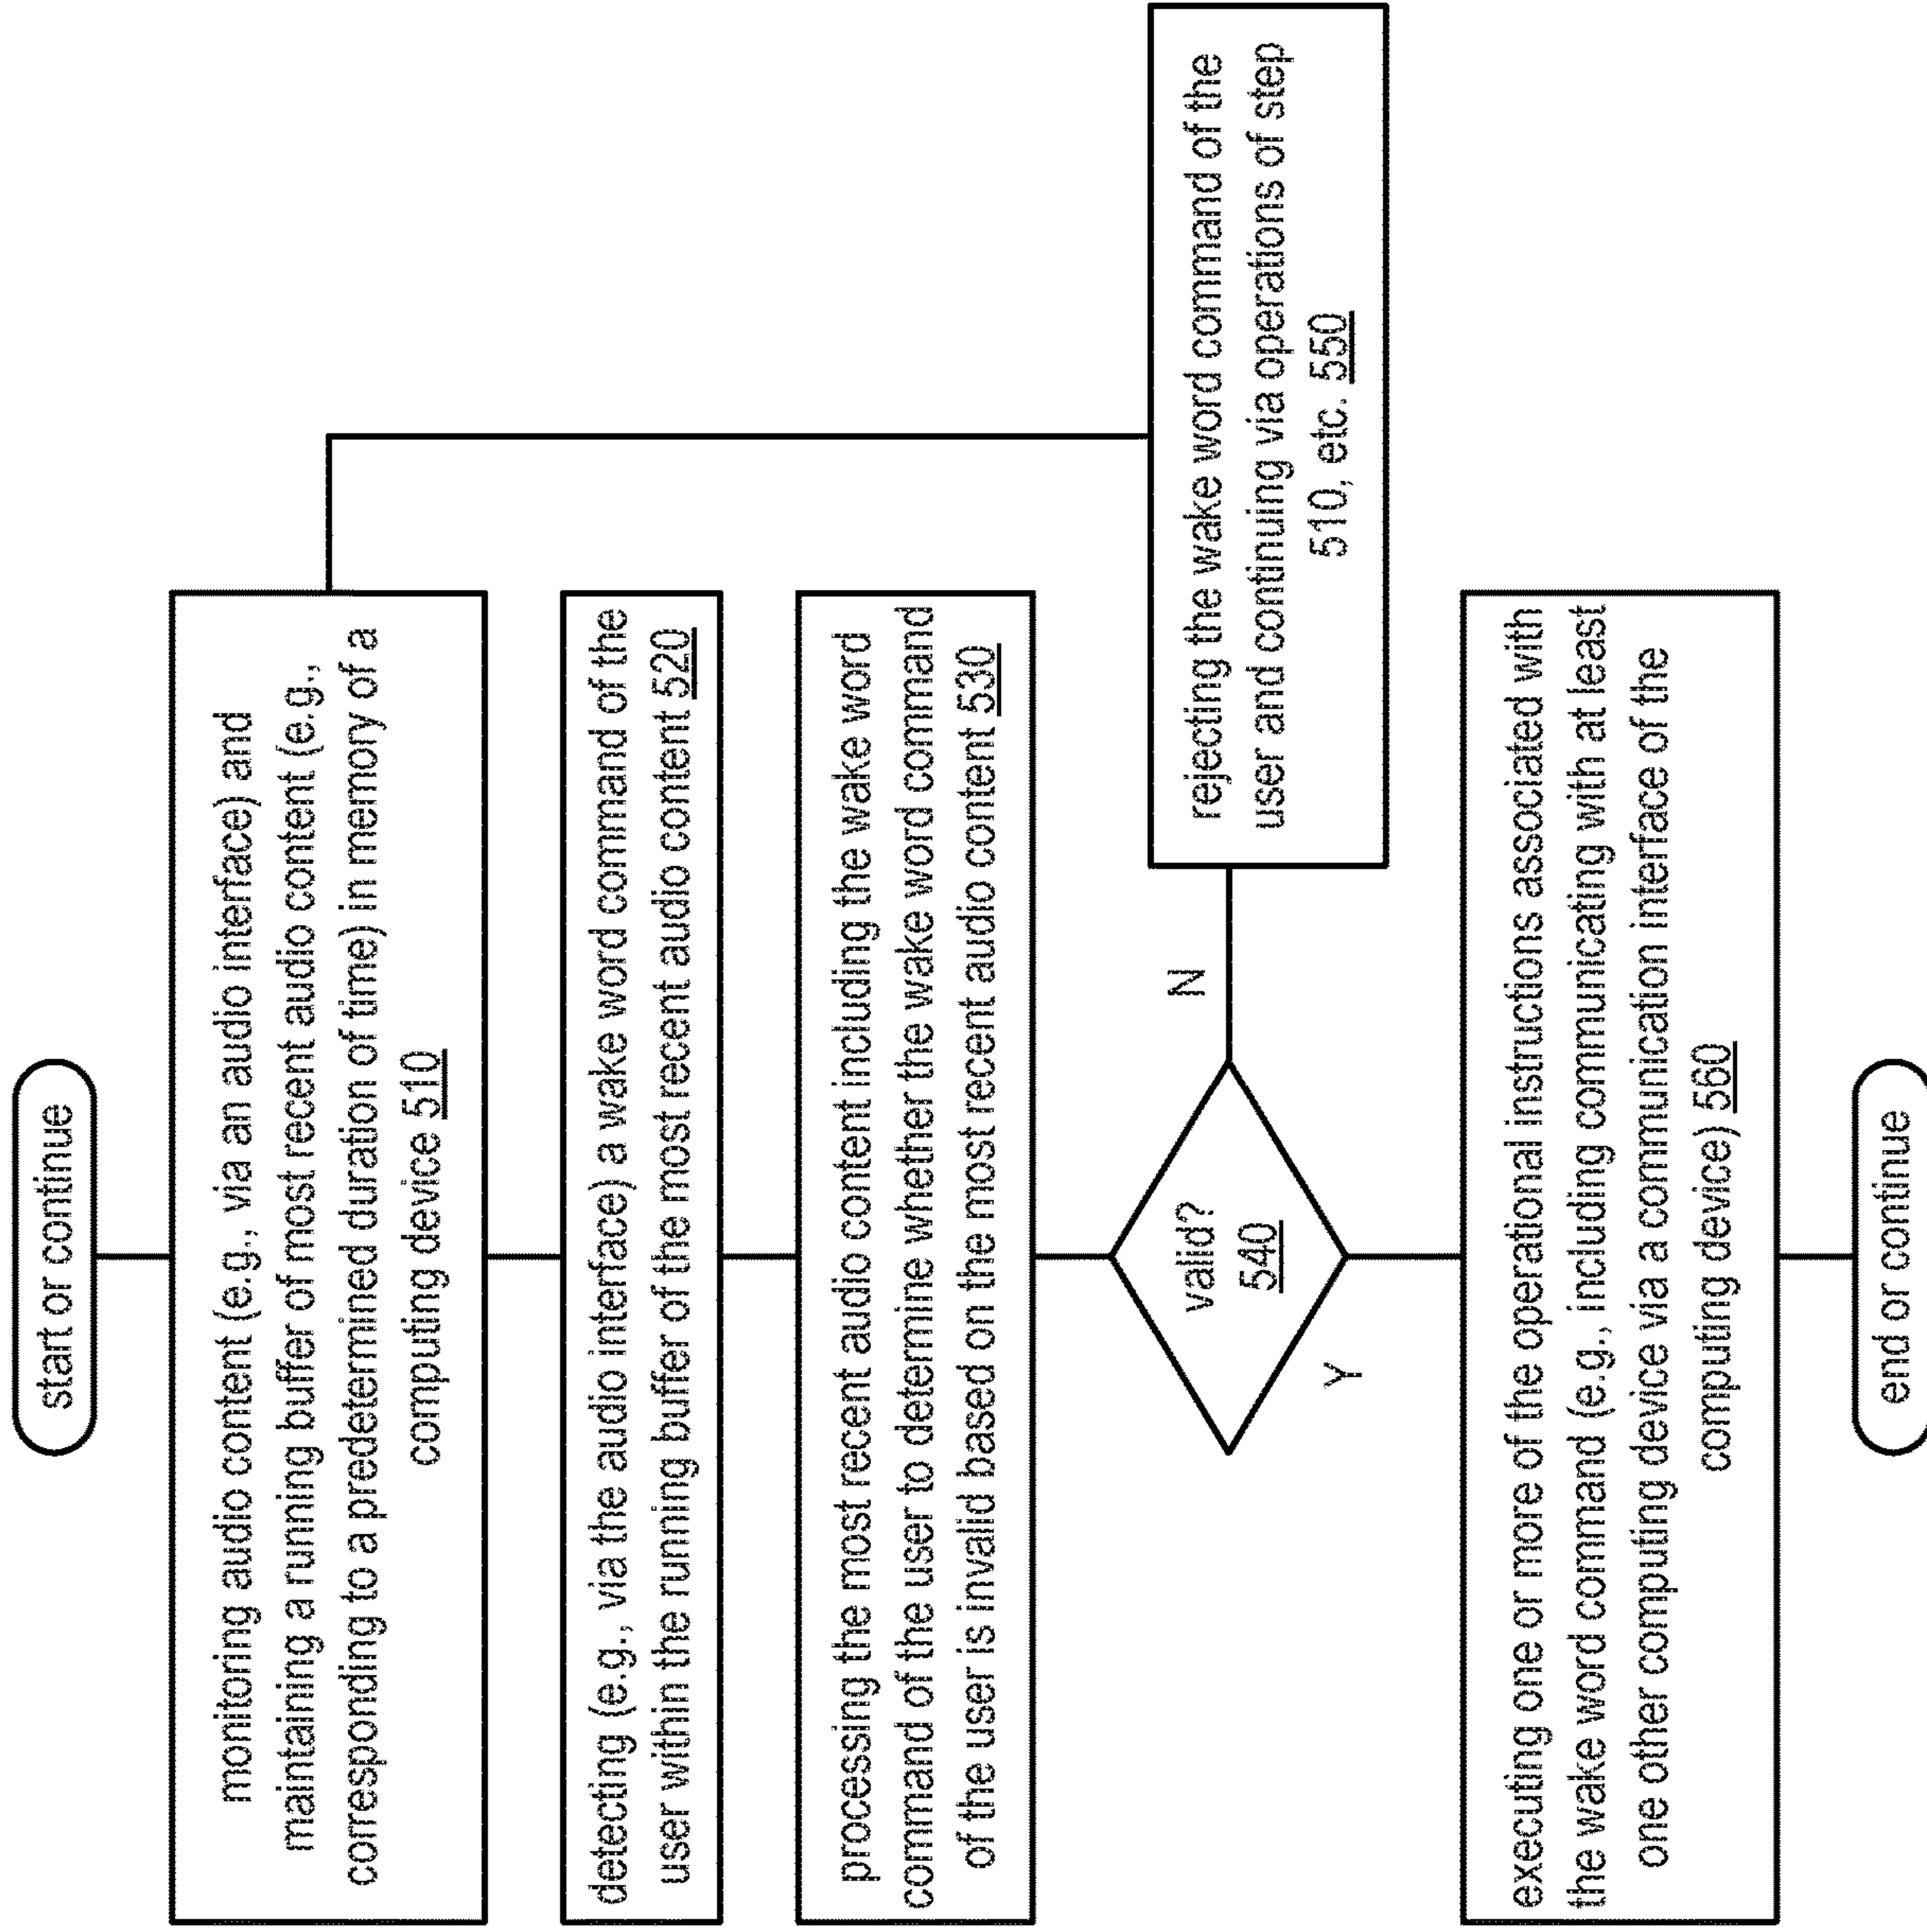 start or continue
monitoring audio content (e.g., via an audio interface) and
maintaining a running buffer of most recent audio content (e.g.,
corresponding to a predetermined duration of time) in memory of a
computing device 510
detecting (e.g., via the audio interface) a wake word command of the
user within the running buffer of the most recent audio content 520
processing the most recent audio content including the wake word
command of the user to determine whether the wake word command
of the user is invalid based on the most recent audio content 530
valid?
540
N
rejecting the wake word command of the
user and continuing via operations of step
510, etc. 550
Y
executing one or more of the operational instructions associated with
the wake word command (e.g., including communicating with at least
one other computing device via a communication interface of the
computing device) 560
end or continue